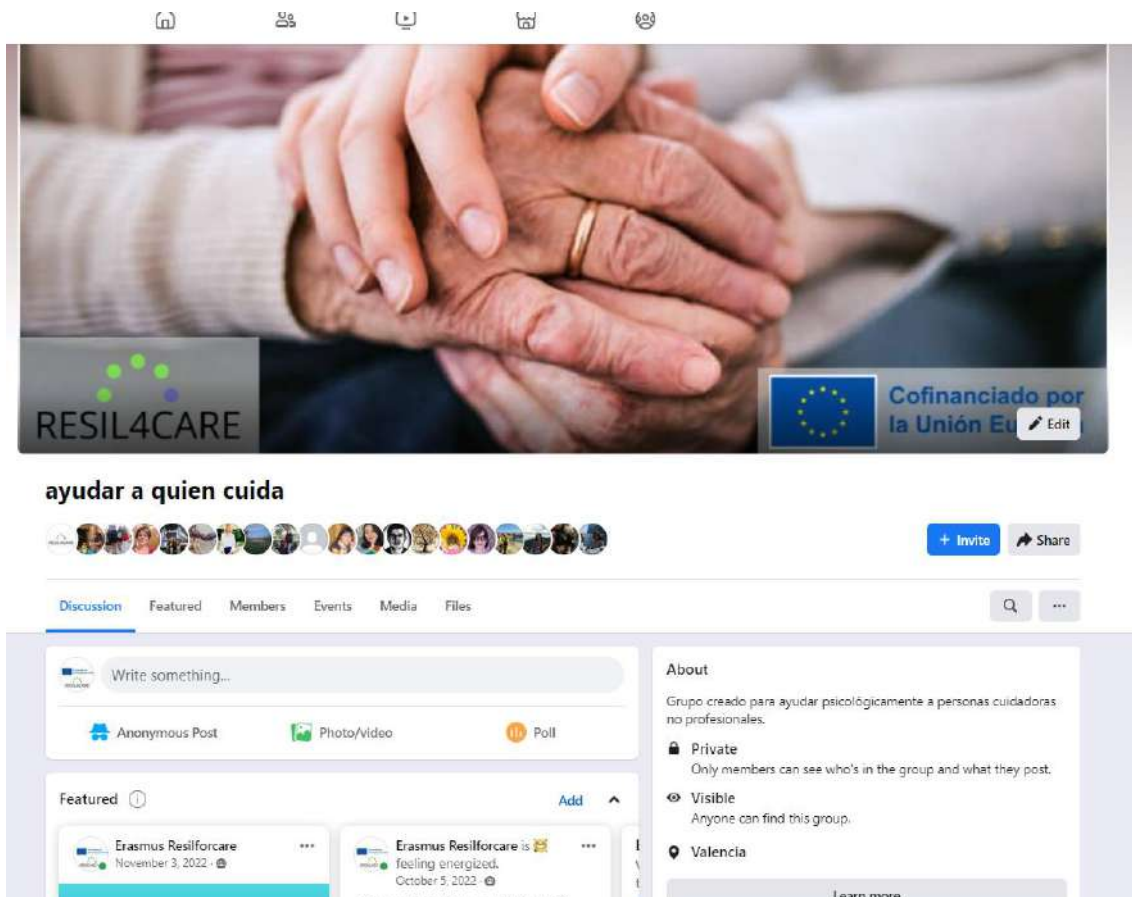 RESIL4CARE
Cofinanciado por
la Unión Eu
Edit
ayudar a quien cuida
+ Invite
Share
Discussion
Featured
Members
Events
Media
Files
Write something...
Anonymous Post
Photo/video
Poll
Featured
Add
Erasmus Resilforcare
November 3, 2022 ·
Erasmus Resilforcare is
feeling energized.
October 5, 2022 ·
About
Grupo creado para ayudar psicológicamente a personas cuidadoras
no profesionales.
Private
Only members can see who's in the group and what they post.
Visible
Anyone can find this group.
Valencia
Learn more